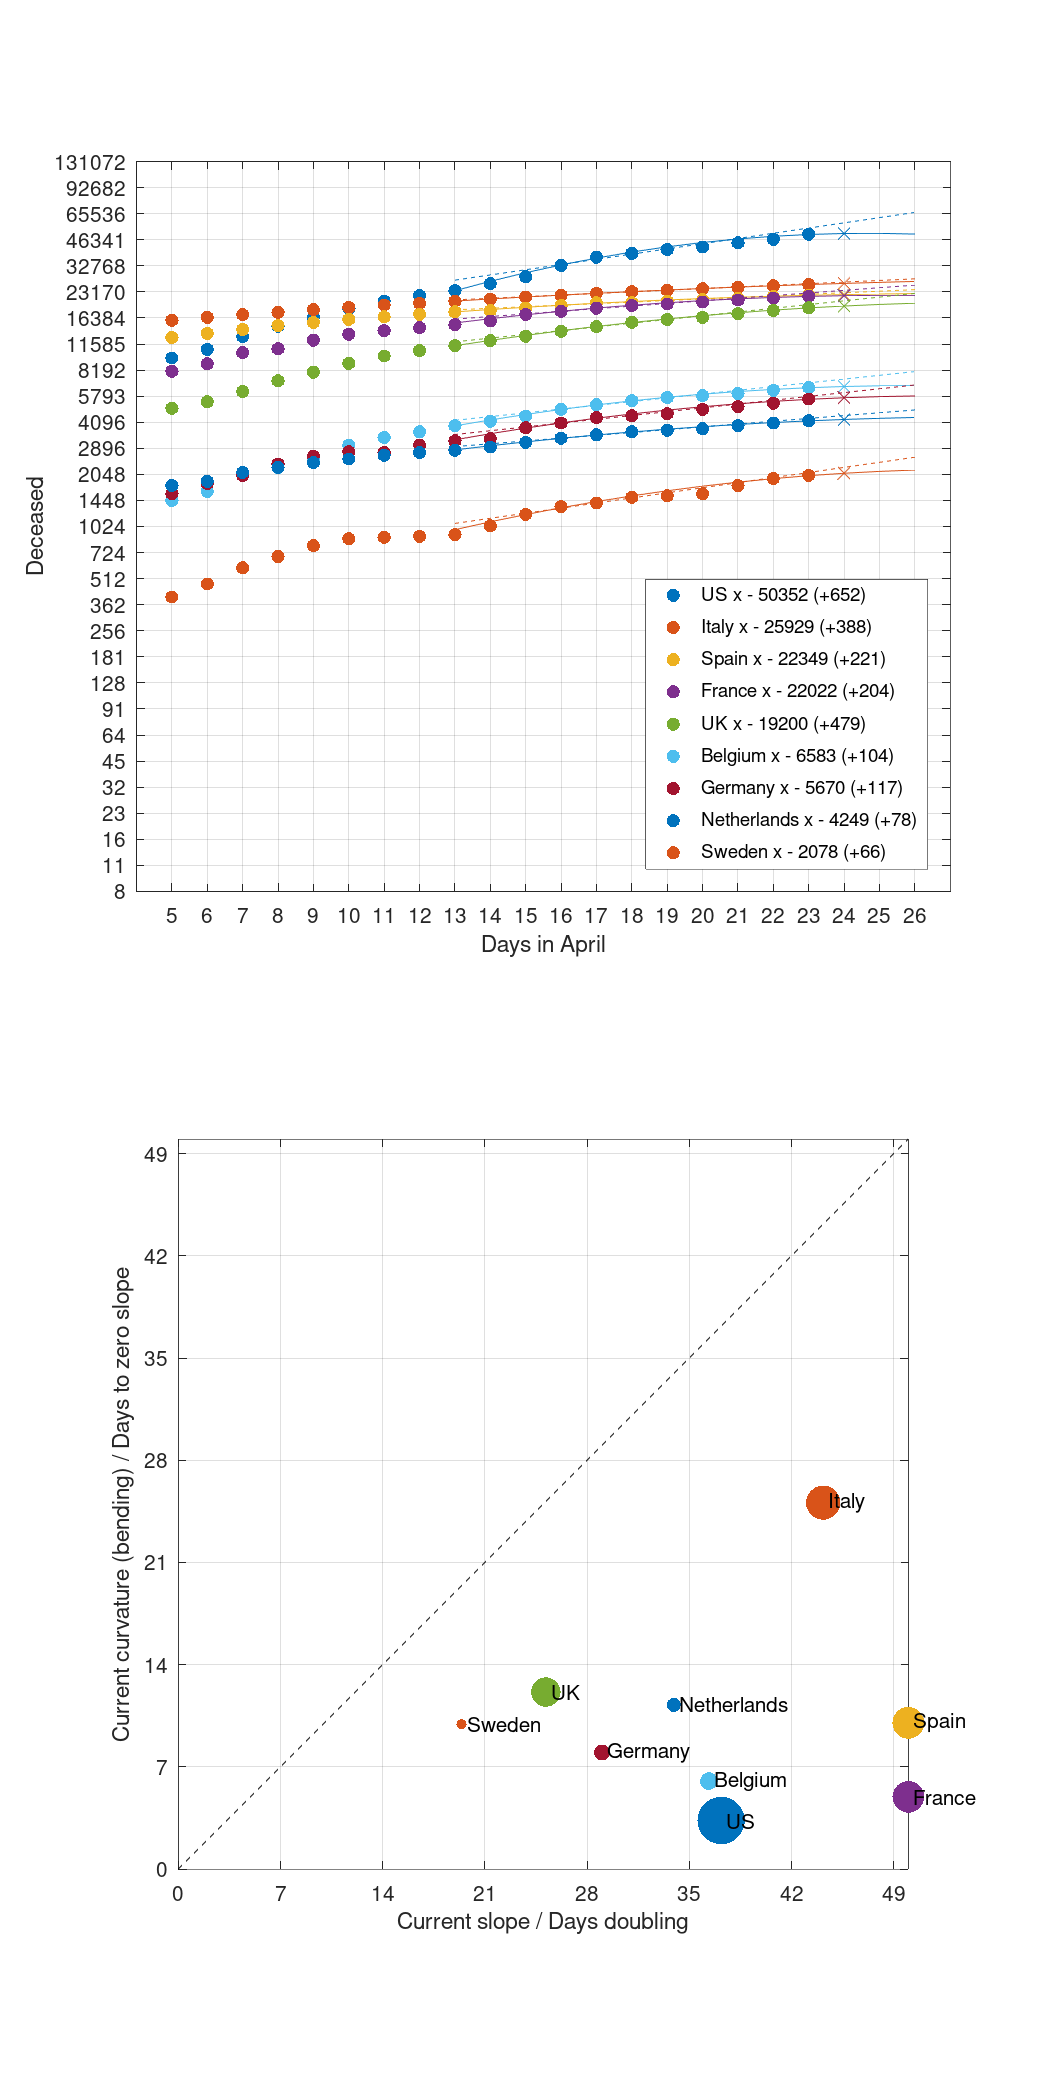 131072
92682
65536
46341
32768
23170
16384
11585
8192
5793
4096
2896
2048
1448
1024
724
512
362
256
181
128
91
64
45
32
23
16
11
8
Deceased
US x - 50352 (+652)
Italy x - 25929 (+388)
Spain x - 22349 (+221)
France x - 22022 (+204)
UK x - 19200 (+479)
Belgium x - 6583 (+104)
Germany x - 5670 (+117)
Netherlands x - 4249 (+78)
Sweden x - 2078 (+66)
5 6 7 8 9 10 11 12 13 14 15 16 17 18 19 20 21 22 23 24 25 26
Days in April
49
42
35
28
21
14
7
0
Current curvature (bending) / Days to zero slope
Italy
UK
Netherlands
Sweden
Spain
Germany
Belgium
France
US
0 7 14 21 28 35 42 49
Current slope / Days doubling